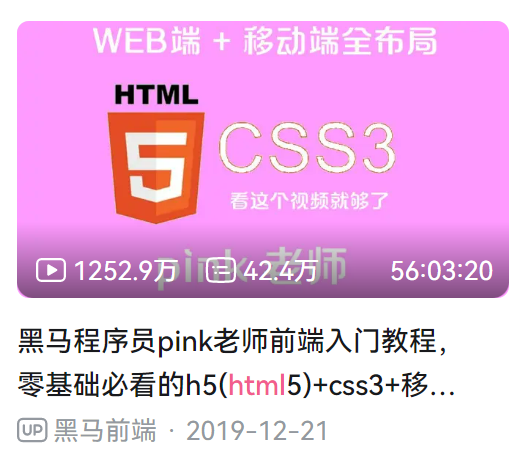 WEB端 + 移动端全布局
HTML
5
CSS3
看这个视频就够了
pink 老师
1252.9万 42.4万 56:03:20
黑马程序员pink老师前端入门教程，
零基础必看的h5(html5)+css3+移...
UP 黑马前端 · 2019-12-21